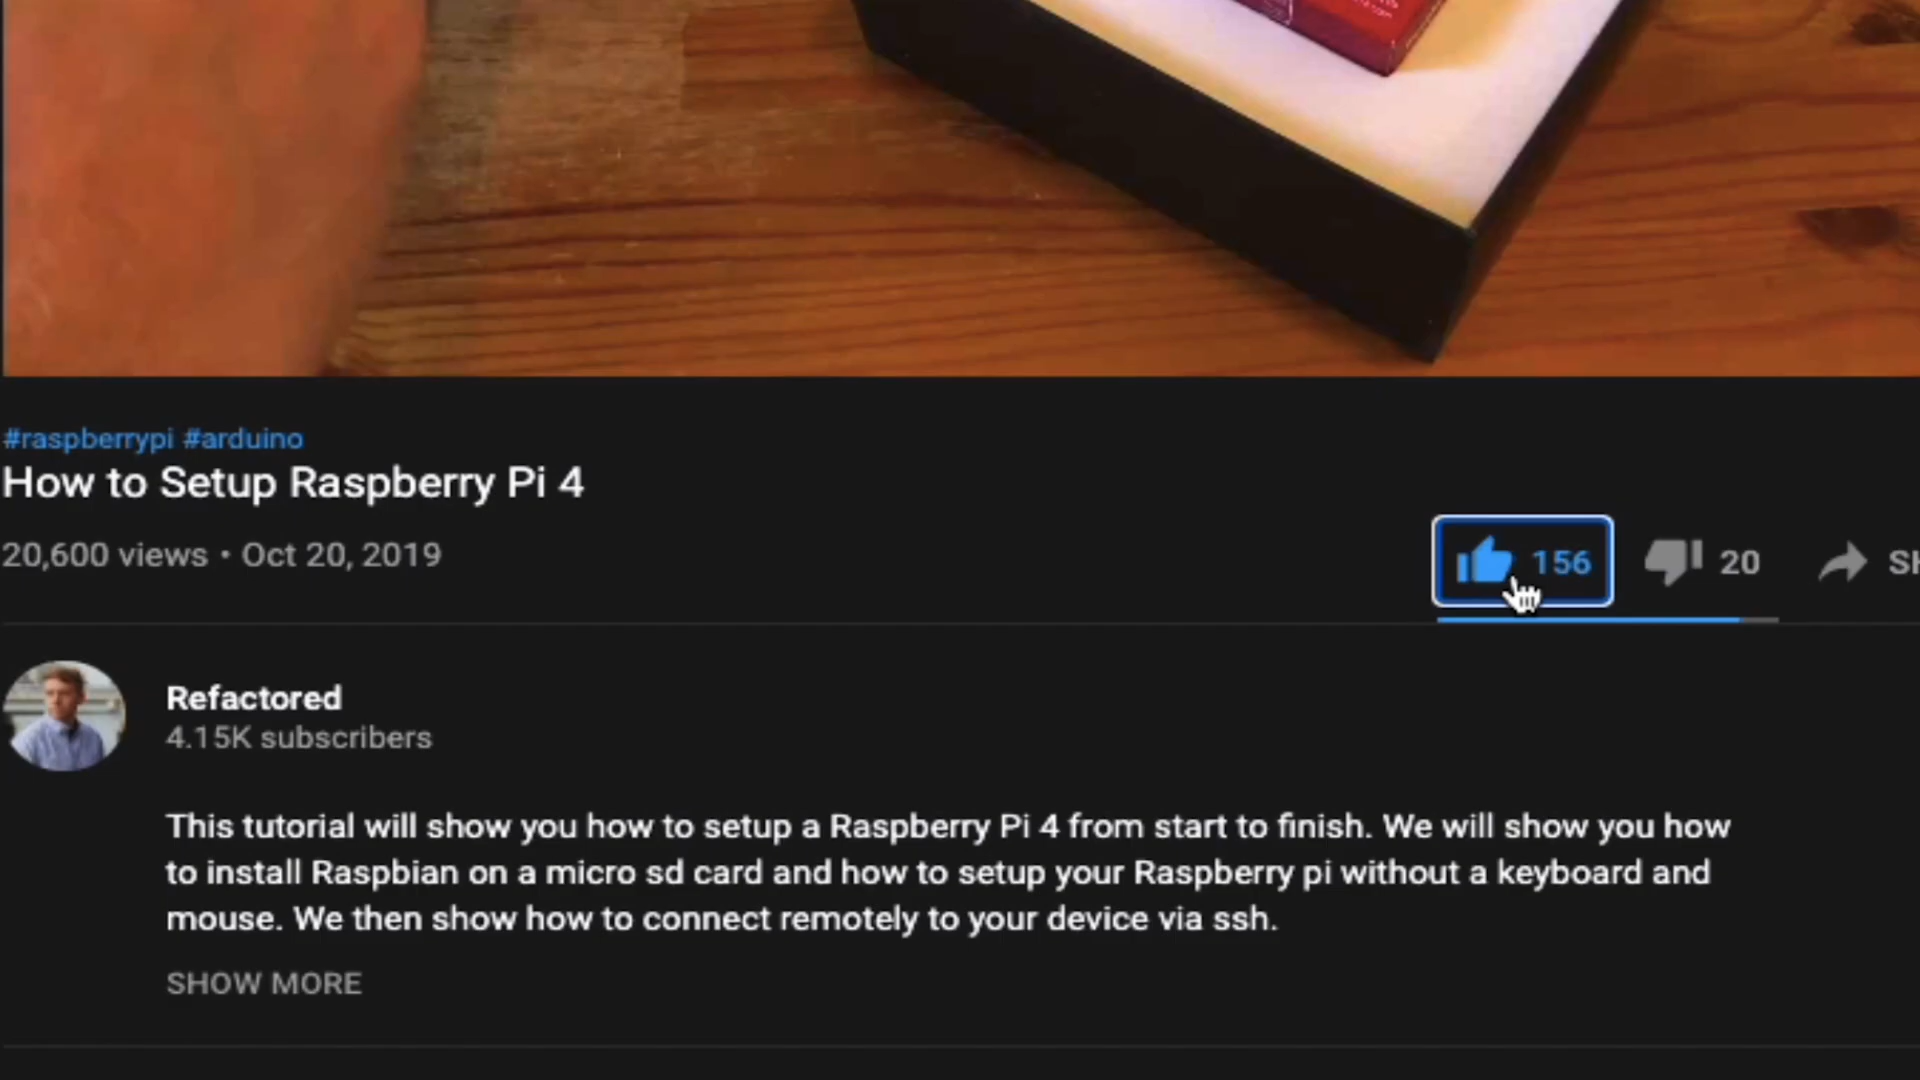 #raspberrypi #arduino
How to Setup Raspberry Pi 4
20,600 views • Oct 20, 2019
156 20
Refactored
4.15K subscribers
This tutorial will show you how to setup a Raspberry Pi 4 from start to finish. We will show you how
to install Raspbian on a micro sd card and how to setup your Raspberry pi without a keyboard and
mouse. We then show how to connect remotely to your device via ssh.
SHOW MORE